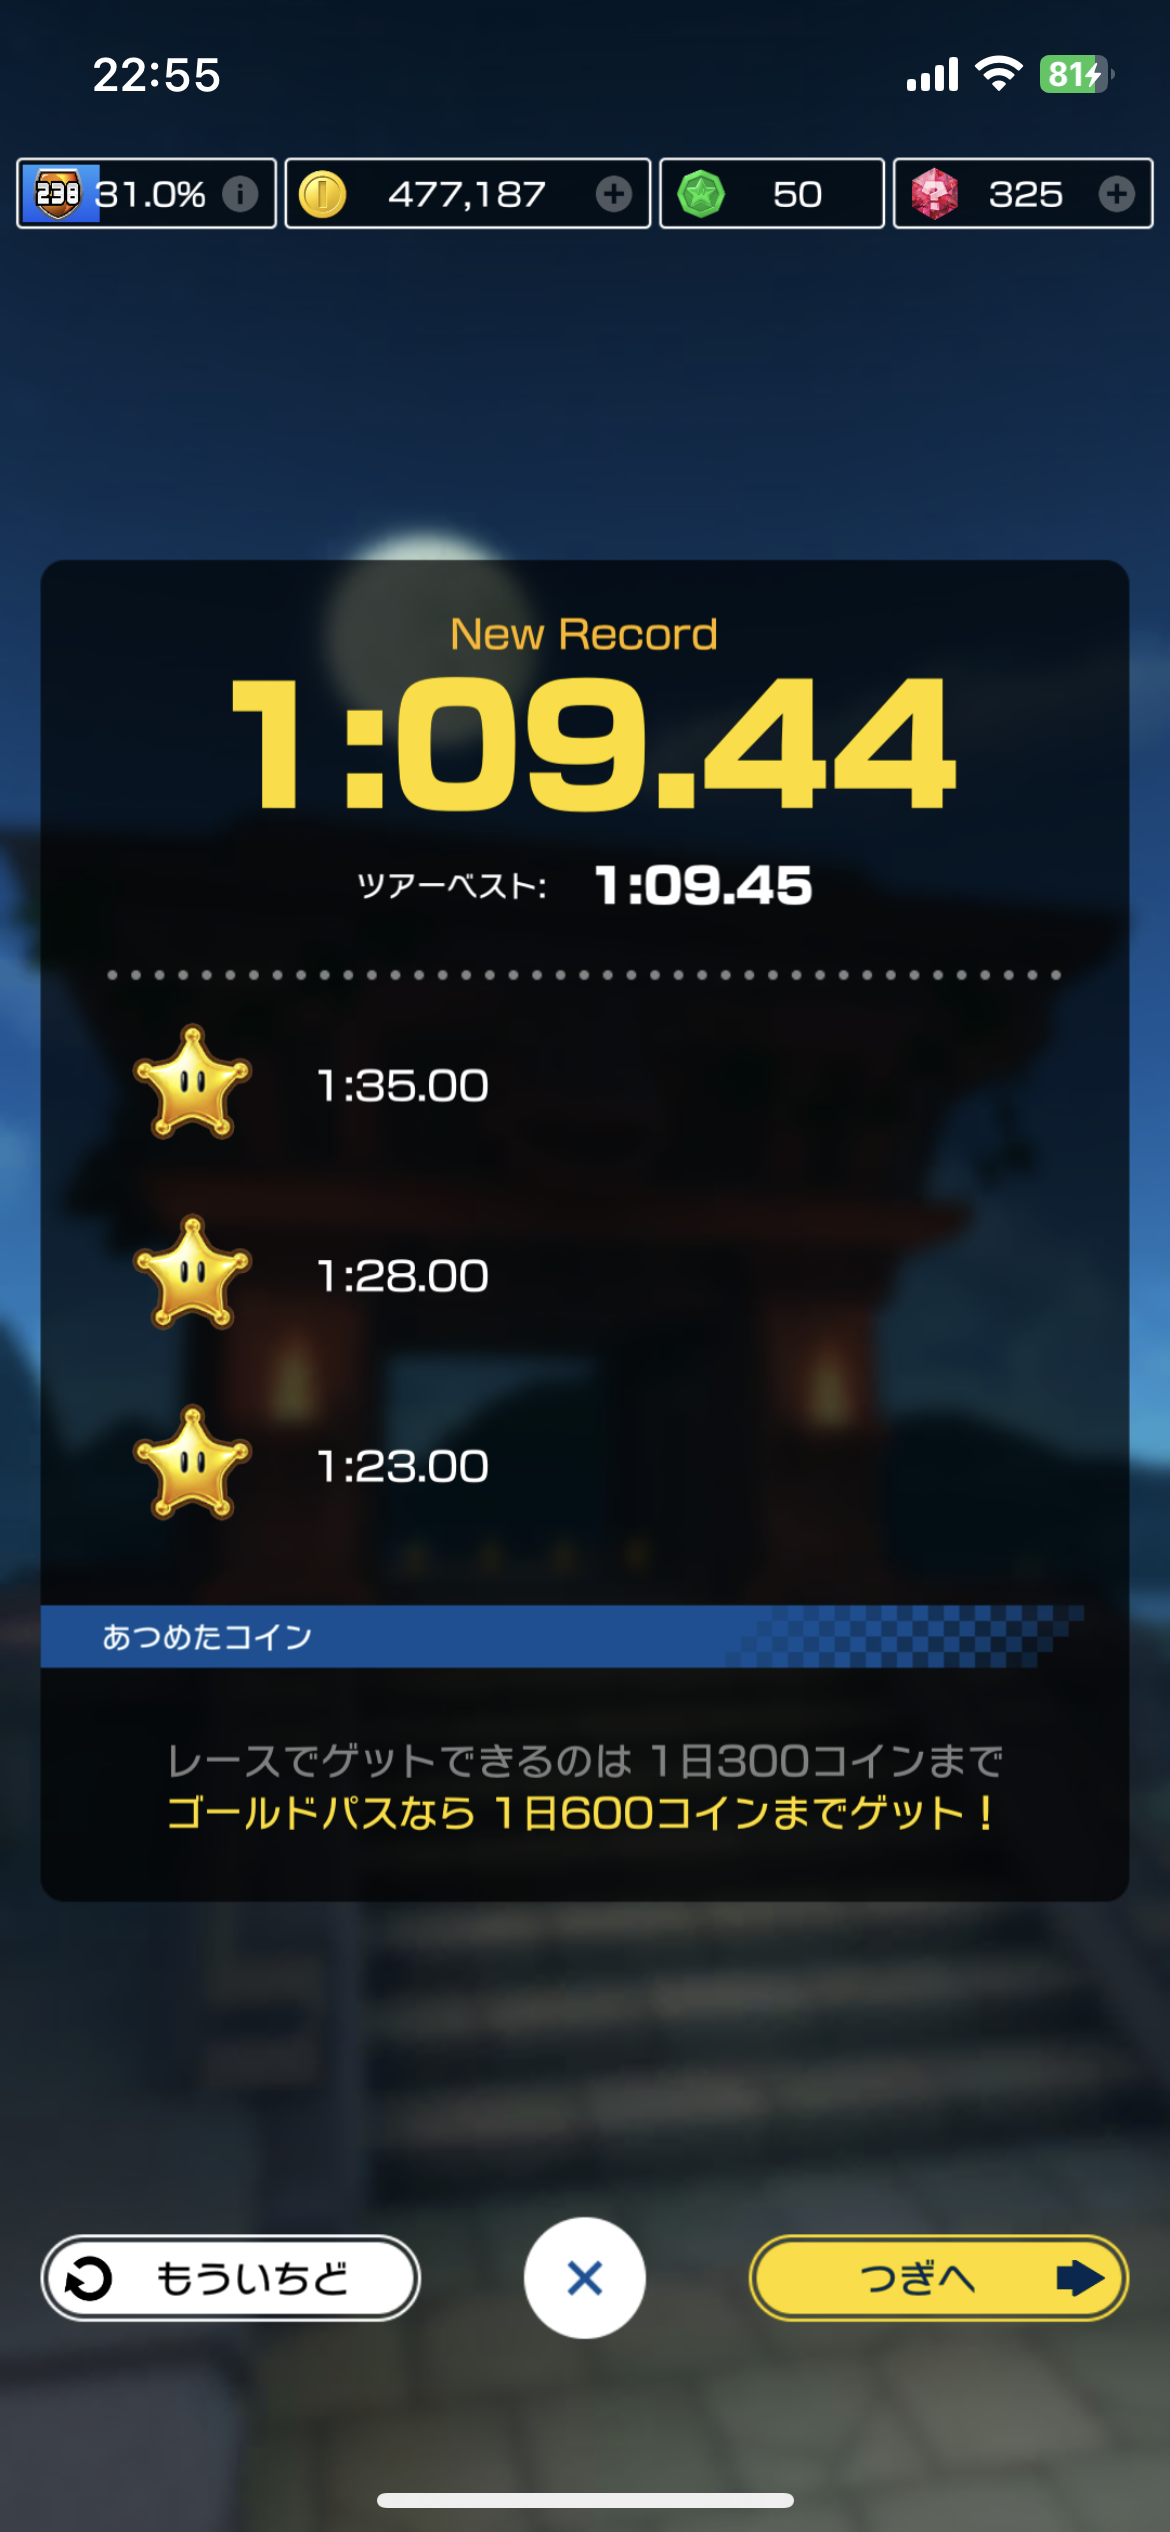 22:55
81
238 31.0%
477,187
50
325
New Record
1:09.44
ツアーベスト: 1:09.45
1:35.00
1:28.00
1:23.00
あつめたコイン
レースでゲットできるのは 1日300コインまで
ゴールドパスなら 1日600コインまでゲット！
もういちど
つぎへ